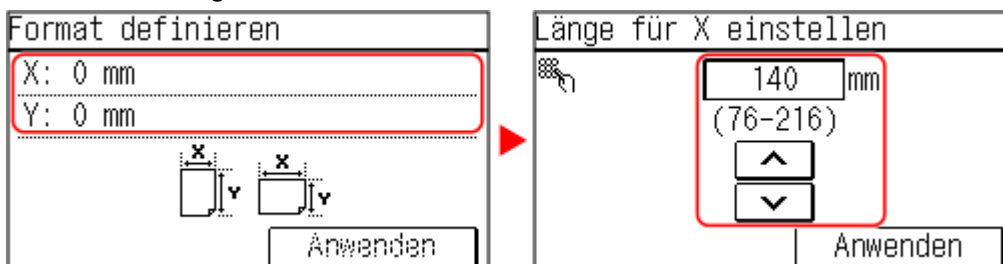 Format definieren
X: 0 mm
Y: 0 mm
X
Y
X
Y
Anwenden
Länge für X einstellen
140 mm
(76-216)
Anwenden